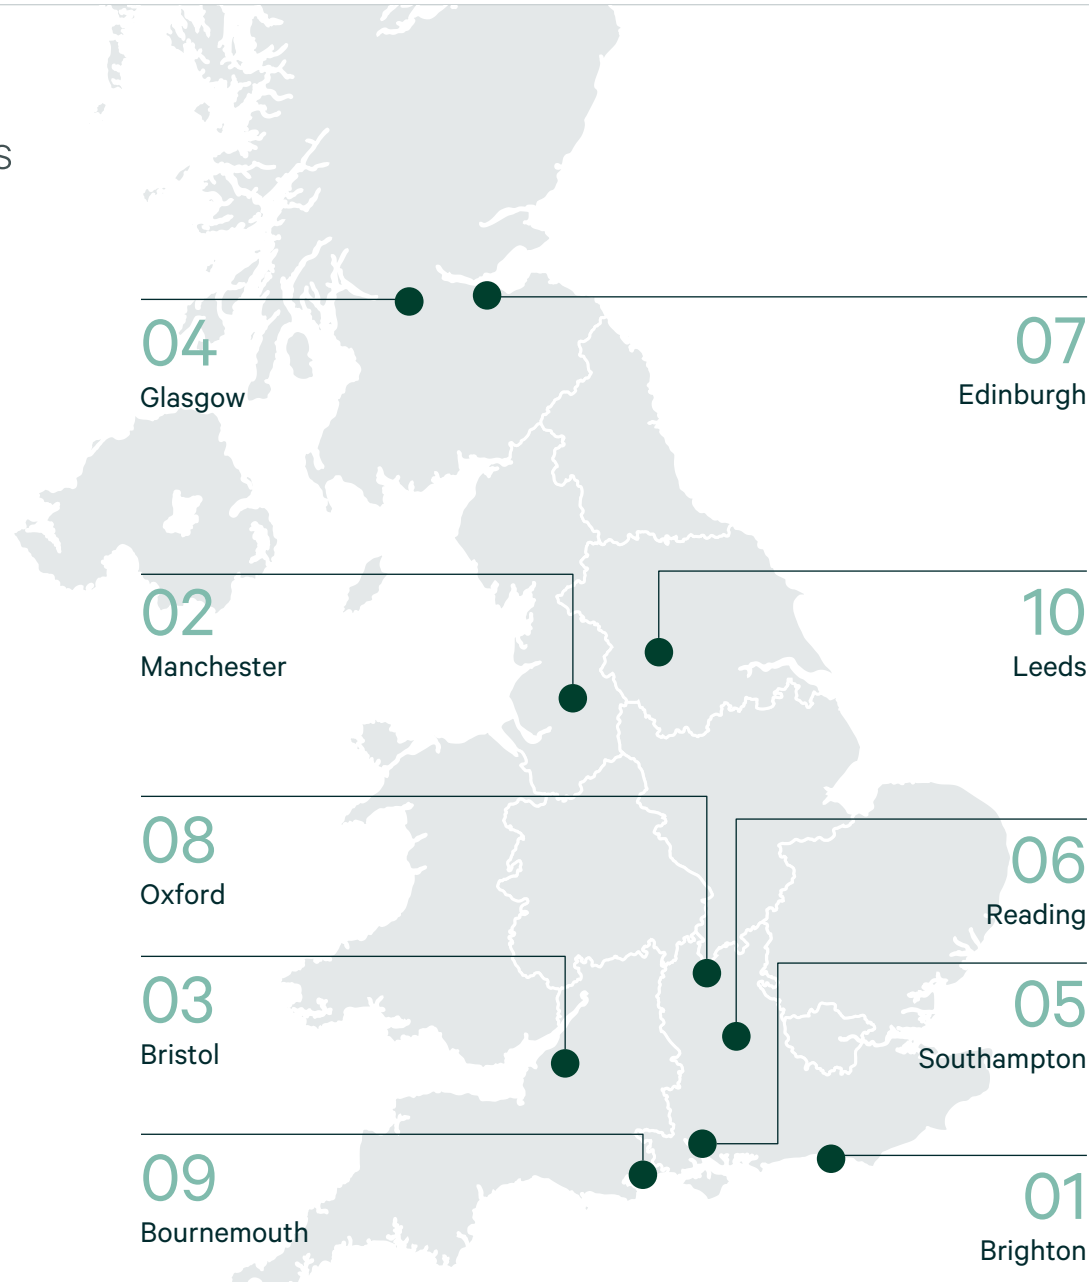 S
04
Glasgow
07
Edinburgh
02
Manchester
10
Leeds
08
Oxford
06
Reading
03
Bristol
05
Southampton
09
Bournemouth
01
Brighton